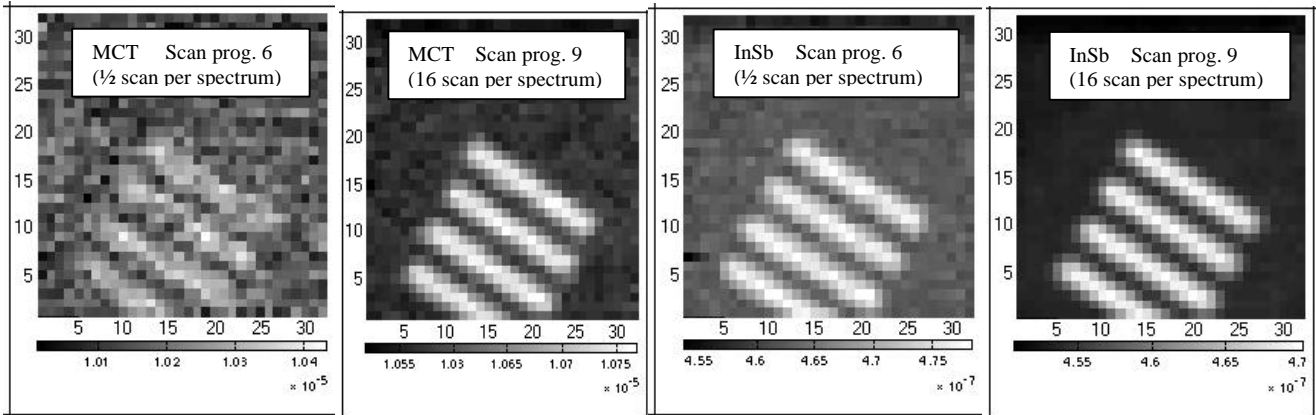 MCT Scan prog. 6
(½ scan per spectrum)
30
25
20
15
10
5
5 10 15 20 25 30
1.01 1.02 1.03 1.04
× 10⁻⁵
MCT Scan prog. 9
(16 scan per spectrum)
30
25
20
15
10
5
5 10 15 20 25 30
1.055 1.03 1.065 1.07 1.075
× 10⁻⁵
InSb Scan prog. 6
(½ scan per spectrum)
30
25
20
15
10
5
5 10 15 20 25 30
4.55 4.6 4.65 4.7 4.75
× 10⁻⁷
InSb Scan prog. 9
(16 scan per spectrum)
30
25
20
15
10
5
5 10 15 20 25 30
4.55 4.6 4.65 4.7
× 10⁻⁷